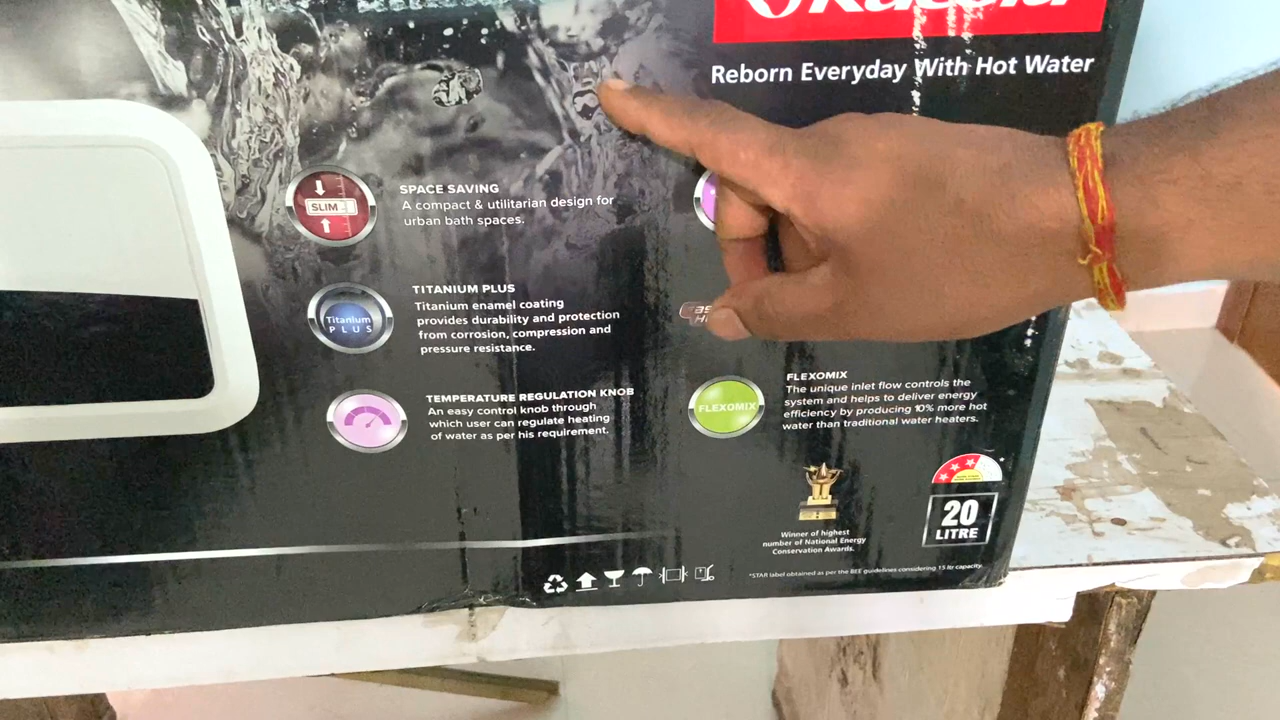 Racold
Reborn Everyday With Hot Water
SLIM
SPACE SAVING
A compact & utilitarian design for
urban bath spaces.
Titanium
PLUS
TITANIUM PLUS
Titanium enamel coating
provides durability and protection
from corrosion, compression and
pressure resistance.
TEMPERATURE REGULATION KNOB
An easy control knob through
which user can regulate heating
of water as per his requirement.
FLEXOMIX
FLEXOMIX
The unique inlet flow controls the
system and helps to deliver energy
efficiency by producing 10% more hot
water than traditional water heaters.
Winner of highest
number of National Energy
Conservation Awards.
20
LITRE
*STAR label obtained as per the BEE guidelines considering 15 ltr capacity.